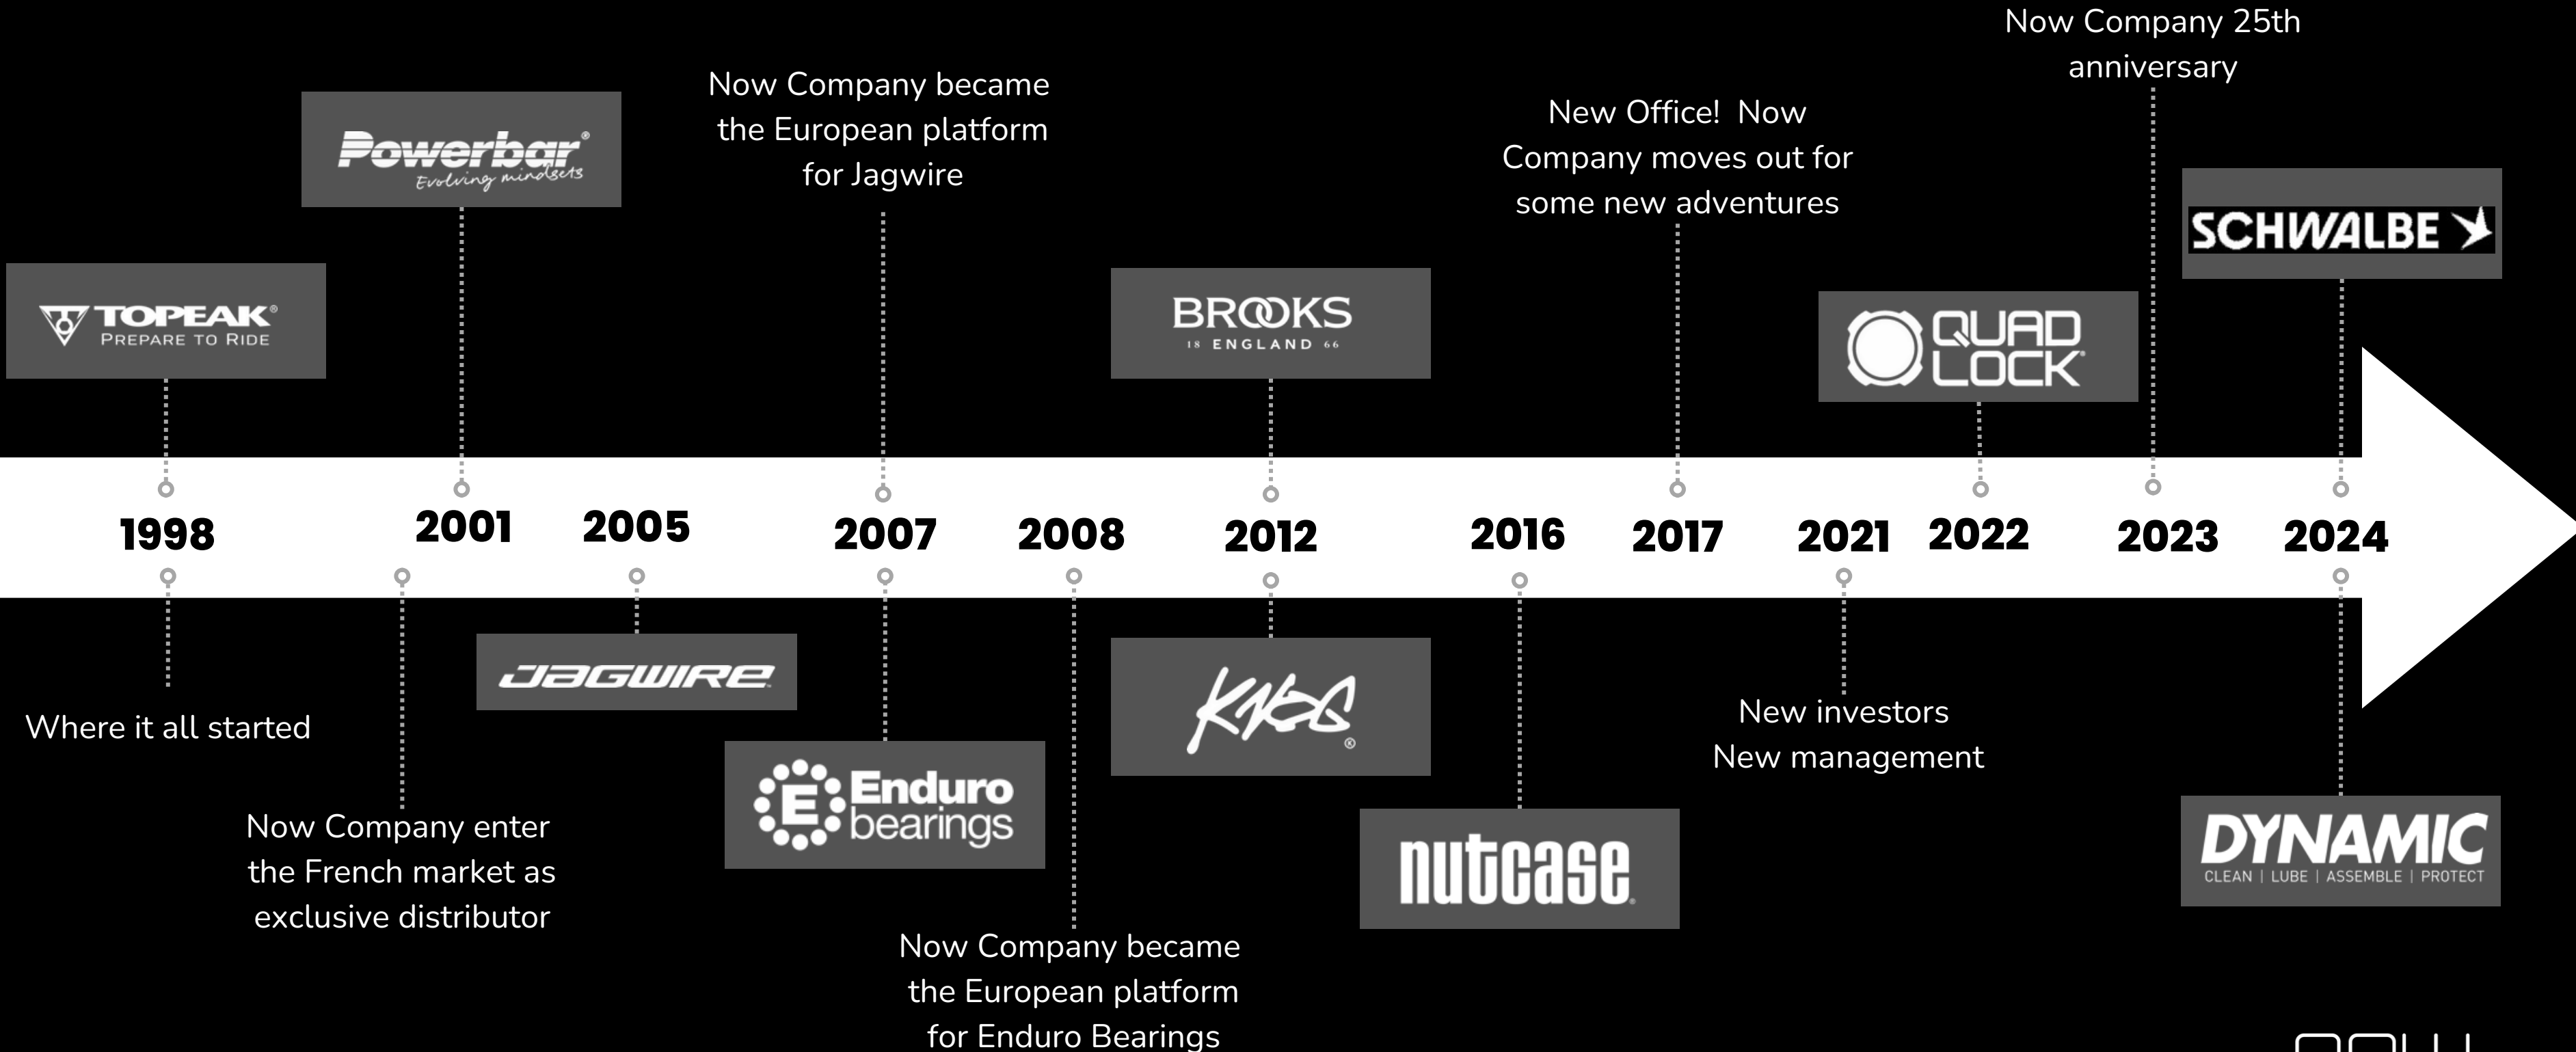 Now Company 25th
anniversary
Now Company became
the European platform
for Jagwire
New Office!  Now
Company moves out for
some new adventures
Powerbar®
Evolving mindsets
SCHWALBE
TOPEAK®
PREPARE TO RIDE
BROOKS
18 ENGLAND 66
QUAD
LOCK®
1998
2001
2005
2007
2008
2012
2016
2017
2021
2022
2023
2024
JAGWIRE
Where it all started
Enduro
bearings
KNOG®
New investors
New management
Now Company enter
the French market as
exclusive distributor
nutcase
DYNAMIC
CLEAN | LUBE | ASSEMBLE | PROTECT
Now Company became
the European platform
for Enduro Bearings